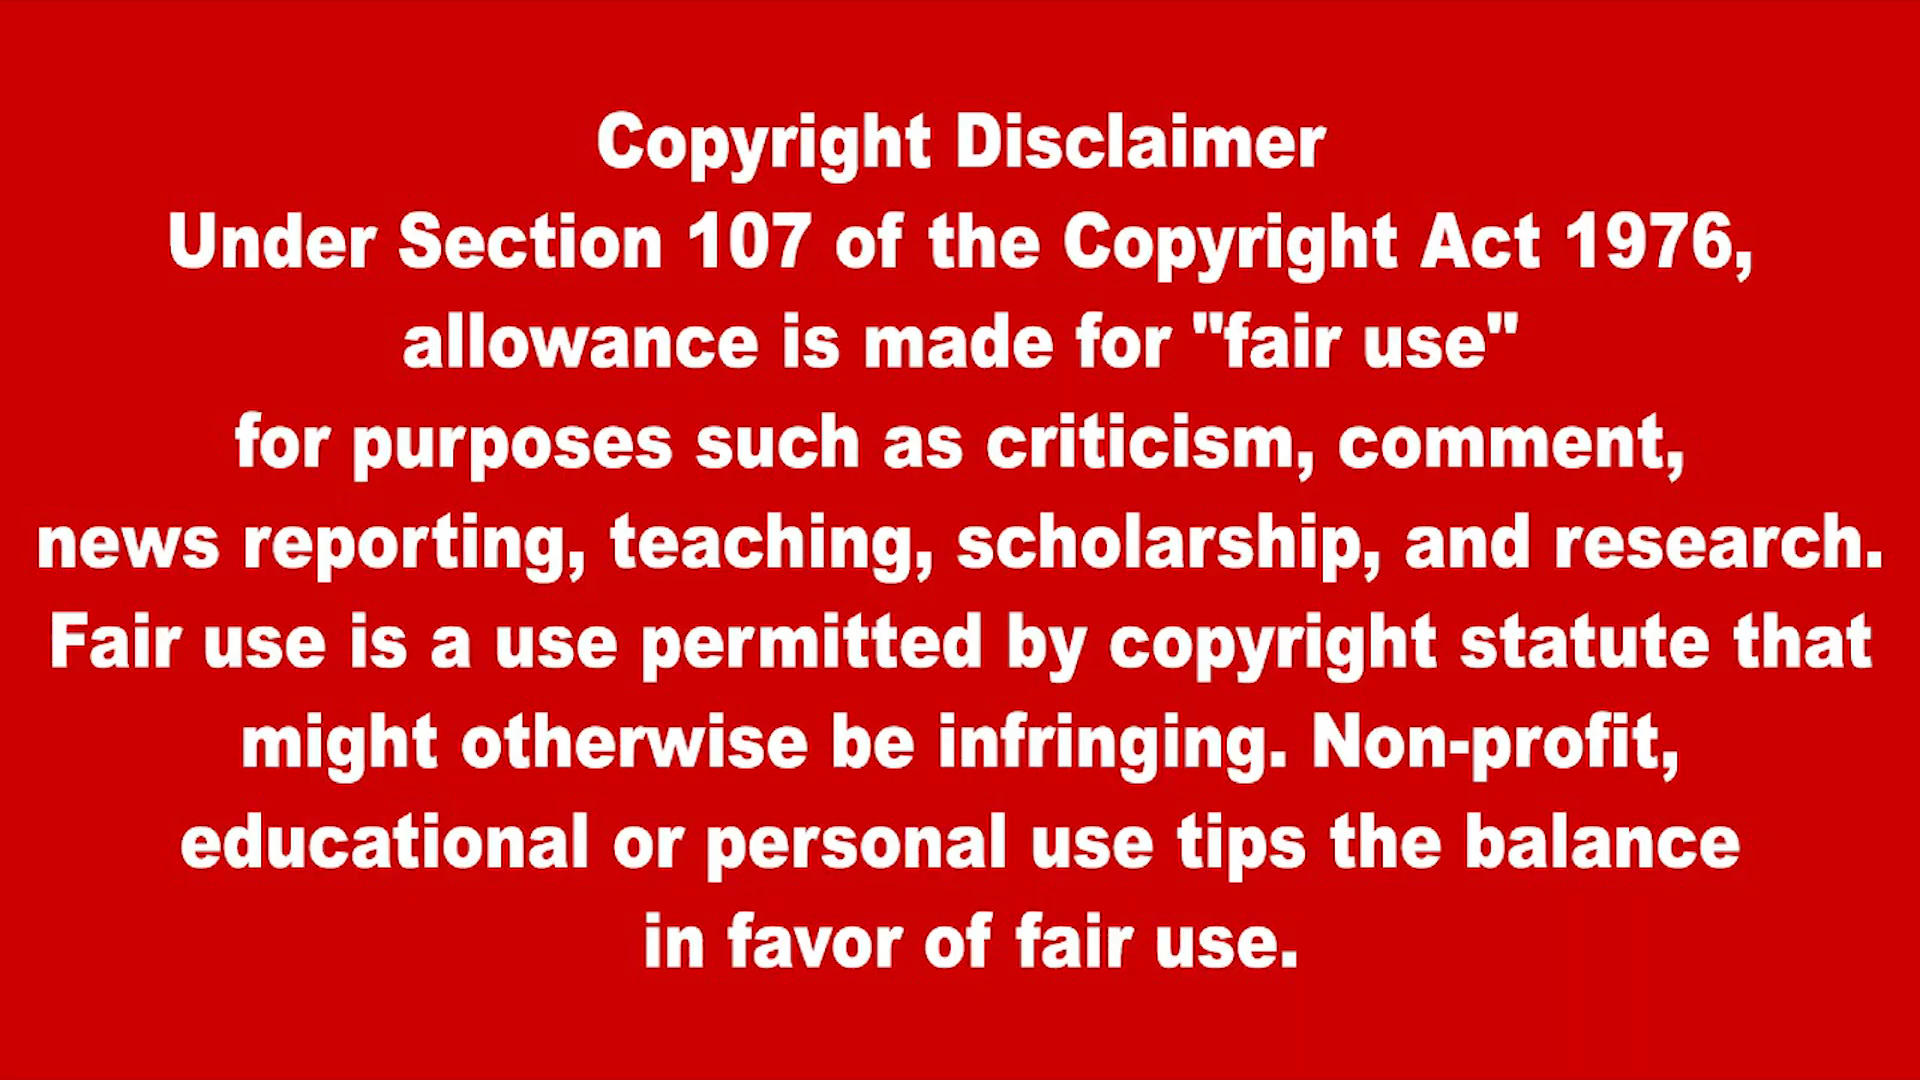 Copyright Disclaimer
Under Section 107 of the Copyright Act 1976,
allowance is made for "fair use"
for purposes such as criticism, comment,
news reporting, teaching, scholarship, and research.
Fair use is a use permitted by copyright statute that
might otherwise be infringing. Non-profit,
educational or personal use tips the balance
in favor of fair use.